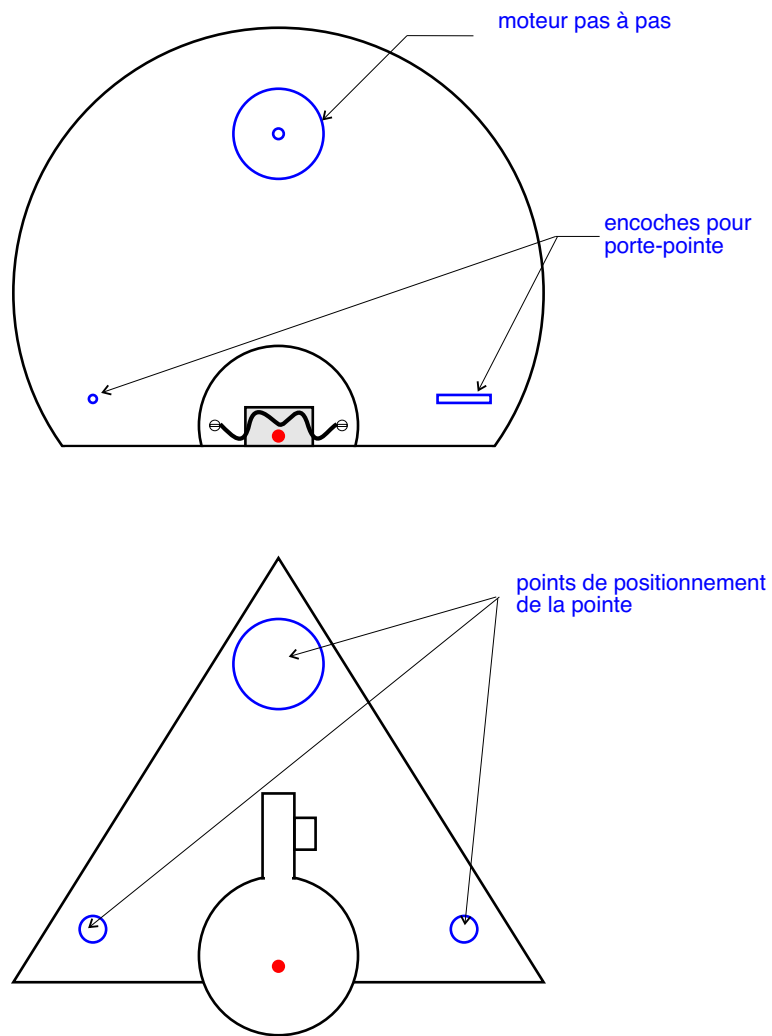 moteur pas à pas
encoches pour
porte-pointe
points de positionnement
de la pointe